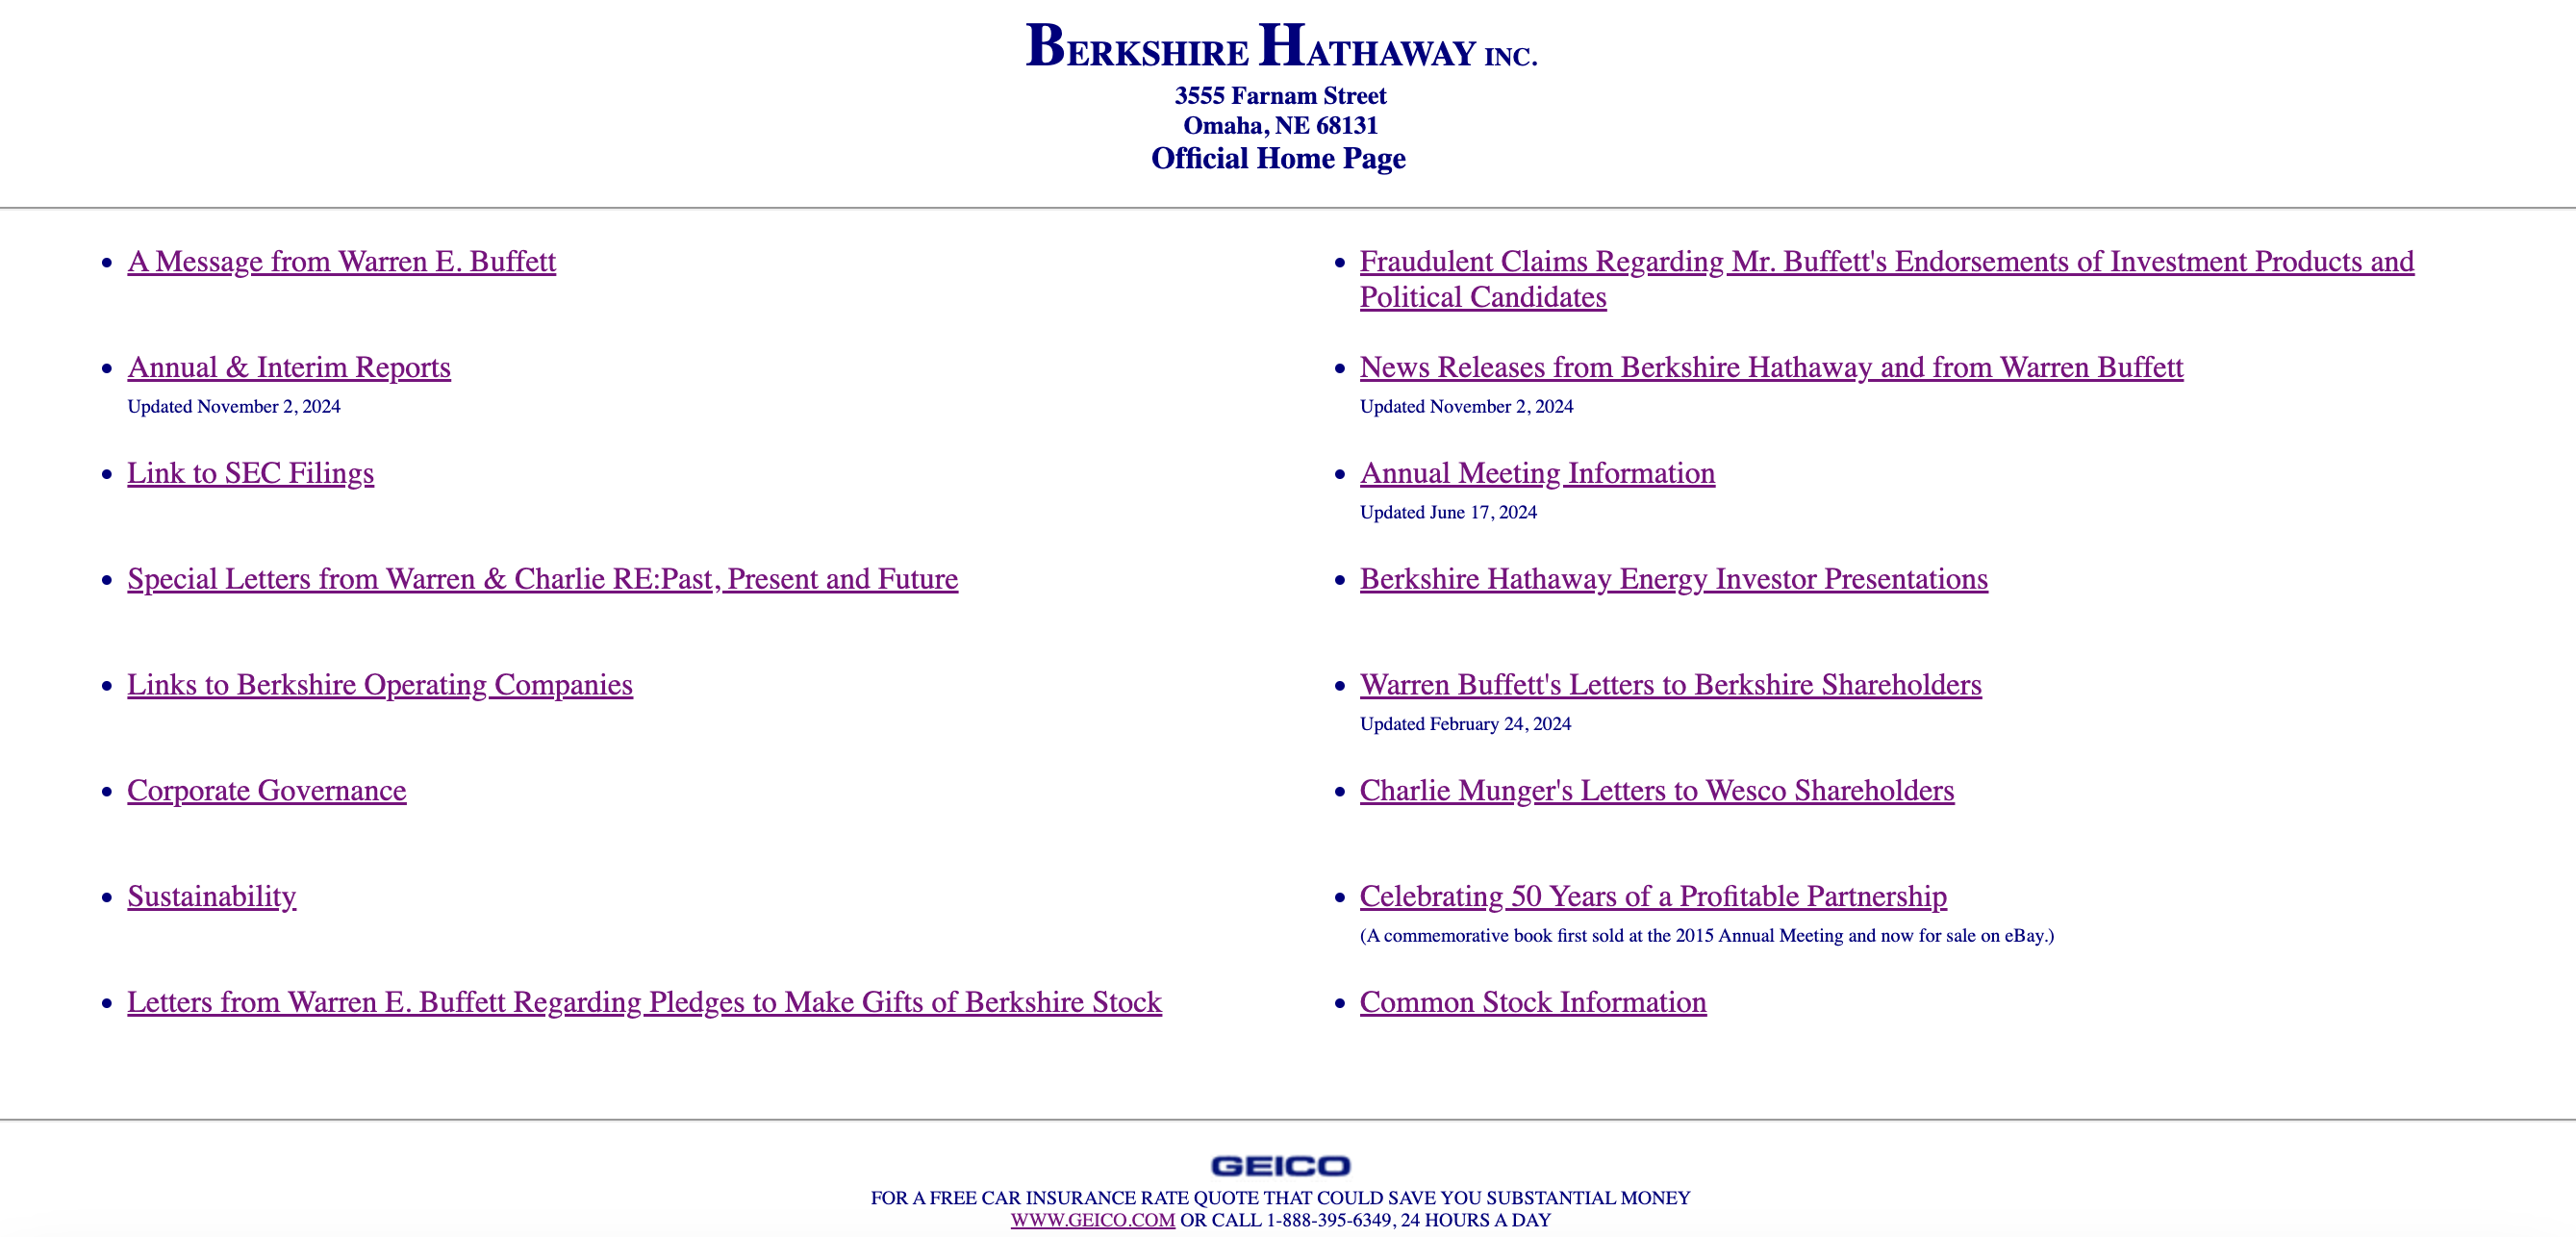 BERKSHIRE HATHAWAY INC.
3555 Farnam Street
Omaha, NE 68131
Official Home Page
A Message from Warren E. Buffett
Fraudulent Claims Regarding Mr. Buffett's Endorsements of Investment Products and
Political Candidates
Annual & Interim Reports
Updated November 2, 2024
News Releases from Berkshire Hathaway and from Warren Buffett
Updated November 2, 2024
Link to SEC Filings
Annual Meeting Information
Updated June 17, 2024
Special Letters from Warren & Charlie RE:Past, Present and Future
Berkshire Hathaway Energy Investor Presentations
Links to Berkshire Operating Companies
Warren Buffett's Letters to Berkshire Shareholders
Updated February 24, 2024
Corporate Governance
Charlie Munger's Letters to Wesco Shareholders
Sustainability
Celebrating 50 Years of a Profitable Partnership
(A commemorative book first sold at the 2015 Annual Meeting and now for sale on eBay.)
Letters from Warren E. Buffett Regarding Pledges to Make Gifts of Berkshire Stock
Common Stock Information
GEICO
FOR A FREE CAR INSURANCE RATE QUOTE THAT COULD SAVE YOU SUBSTANTIAL MONEY
WWW.GEICO.COM OR CALL 1-888-395-6349, 24 HOURS A DAY